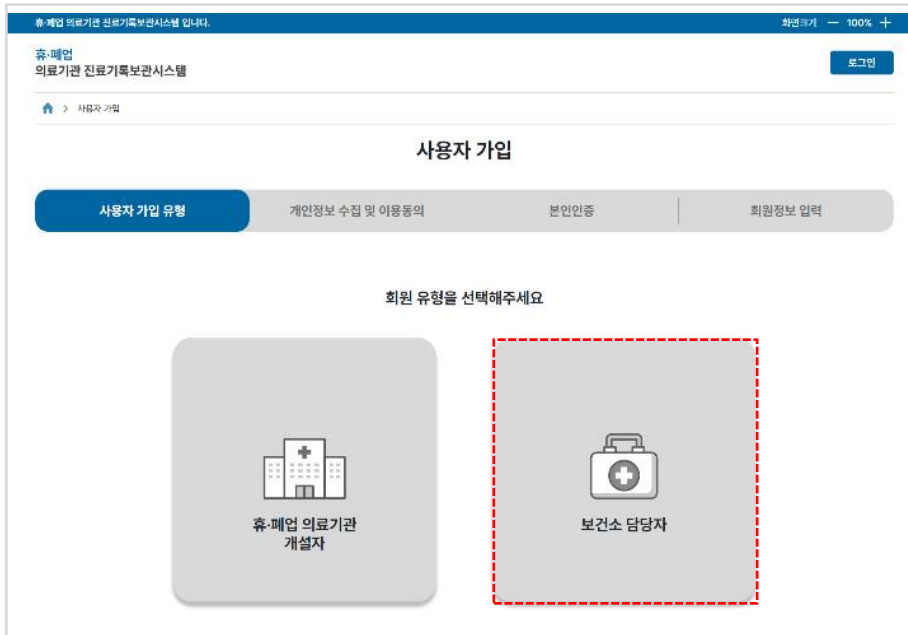 휴·폐업 의료기관 진료기록보관시스템 입니다.
화면크기 — 100% +
휴·폐업
의료기관 진료기록보관시스템
로그인
> 사용자 가입
사용자 가입
사용자 가입 유형
개인정보 수집 및 이용동의
본인인증
회원정보 입력
회원 유형을 선택해주세요
휴·폐업 의료기관
개설자
보건소 담당자